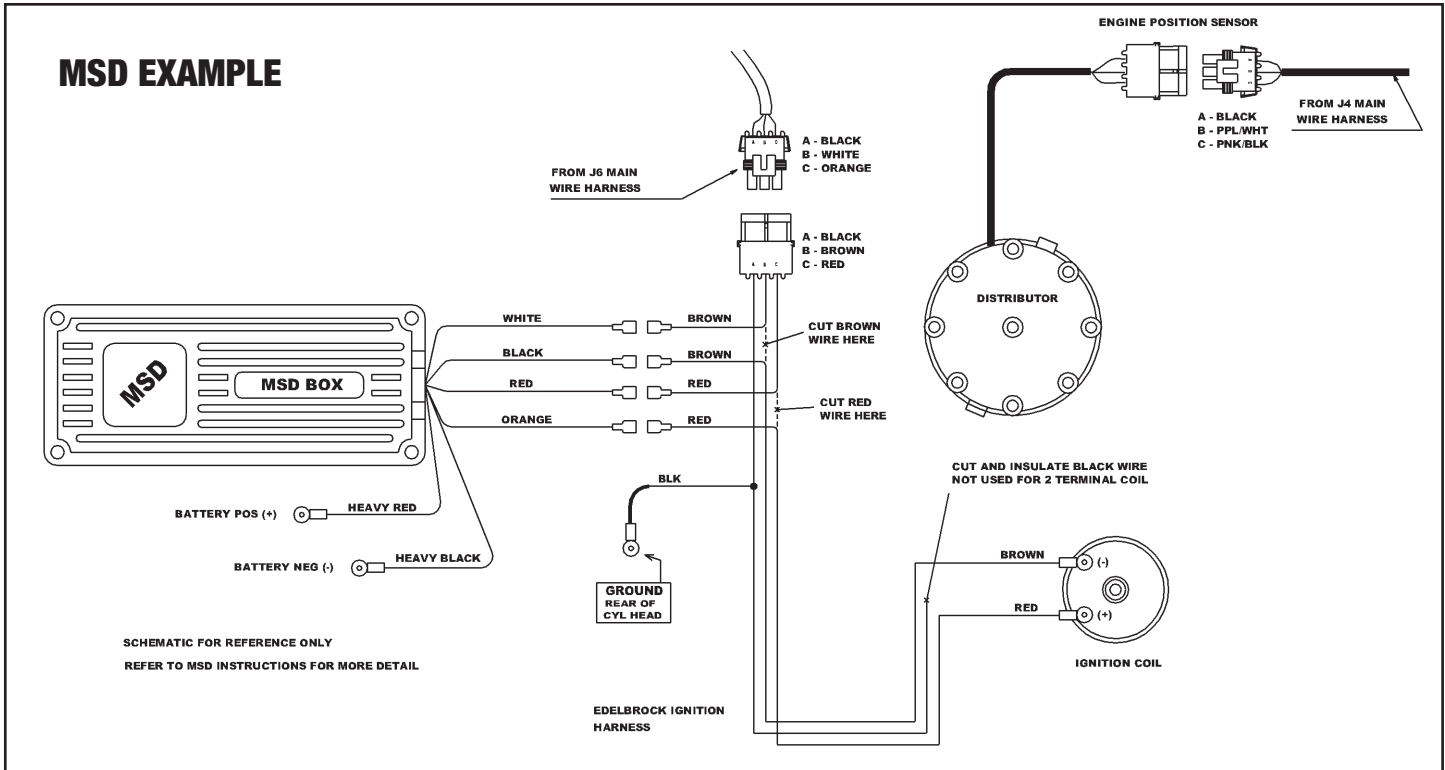 MSD EXAMPLE
ENGINE POSITION SENSOR
A - BLACK
B - PPL/WHT
C - PNK/BLK
FROM J4 MAIN
WIRE HARNESS
A B C
A - BLACK
B - WHITE
C - ORANGE
FROM J6 MAIN
WIRE HARNESS
A - BLACK
B - BROWN
C - RED
A B C
DISTRIBUTOR
MSD
MSD BOX
WHITE
BROWN
BLACK
BROWN
RED
RED
ORANGE
RED
CUT BROWN
WIRE HERE
CUT RED
WIRE HERE
BATTERY POS (+)
HEAVY RED
BATTERY NEG (-)
HEAVY BLACK
BLK
GROUND
REAR OF
CYL HEAD
CUT AND INSULATE BLACK WIRE
NOT USED FOR 2 TERMINAL COIL
BROWN
(-)
RED
(+)
IGNITION COIL
SCHEMATIC FOR REFERENCE ONLY
REFER TO MSD INSTRUCTIONS FOR MORE DETAIL
EDELBROCK IGNITION
HARNESS